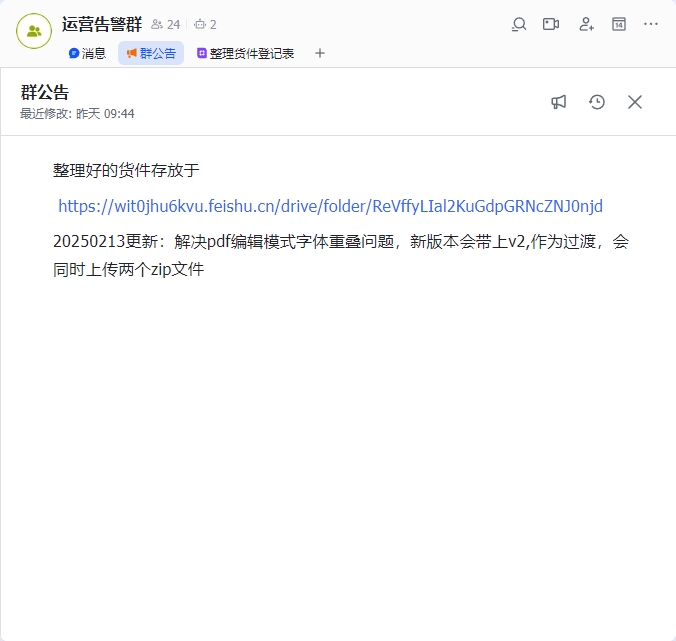 运营告警群 24 2
消息 群公告 整理货件登记表
群公告
最近修改: 昨天 09:44
14
整理好的货件存放于
https://wit0jhu6kvu.feishu.cn/drive/folder/ReVffyLIal2KuGdpGRNcZNJ0njd
20250213更新：解决pdf编辑模式字体重叠问题，新版本会带上v2,作为过渡，会
同时上传两个zip文件